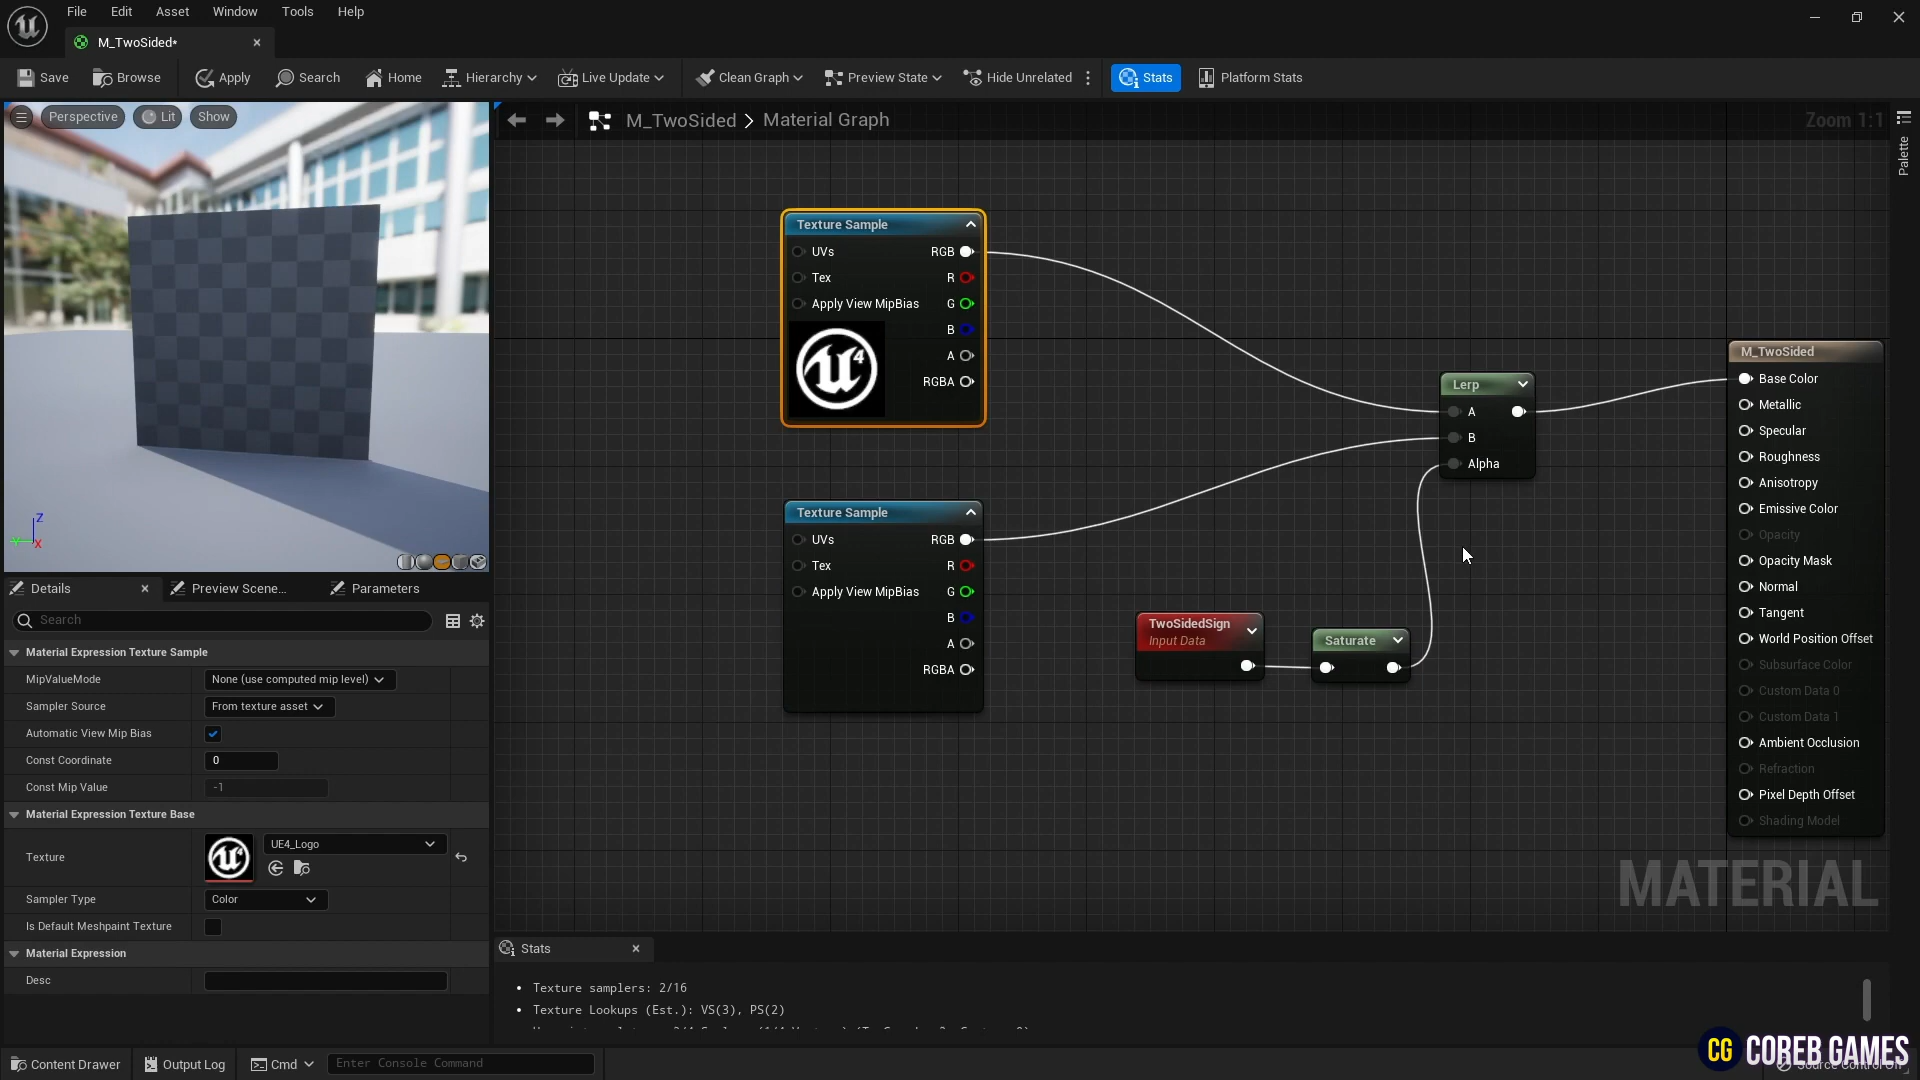 File Edit Asset Window Tools Help
M_TwoSided*
Save Browse Apply Search Home Hierarchy Live Update Clean Graph Preview State Hide Unrelated Stats Platform Stats
Perspective Lit Show
M_TwoSided > Material Graph
Zoom 1:1
Palette
Texture Sample
UVs RGB
Tex R
Apply View MipBias G
B
A
RGBA
4
Lerp
A
B
Alpha
M_TwoSided
Base Color
Metallic
Specular
Roughness
Anisotropy
Emissive Color
Opacity
Opacity Mask
Normal
Tangent
World Position Offset
Subsurface Color
Custom Data 0
Custom Data 1
Ambient Occlusion
Refraction
Pixel Depth Offset
Shading Model
Texture Sample
UVs RGB
Tex R
Apply View MipBias G
B
A
RGBA
TwoSidedSign
Input Data
Saturate
MATERIAL
Z
X
Details Preview Scene... Parameters
Search
Material Expression Texture Sample
MipValueMode None (use computed mip level)
Sampler Source From texture asset
Automatic View Mip Bias
Const Coordinate 0
Const Mip Value -1
Material Expression Texture Base
Texture UE4_Logo
Sampler Type Color
Is Default Meshpaint Texture
Material Expression
Desc
Stats
Texture samplers: 2/16
Texture Lookups (Est.): VS(3), PS(2)
Content Drawer Output Log Cmd Enter Console Command
CG COREB GAMES
Source Control Off